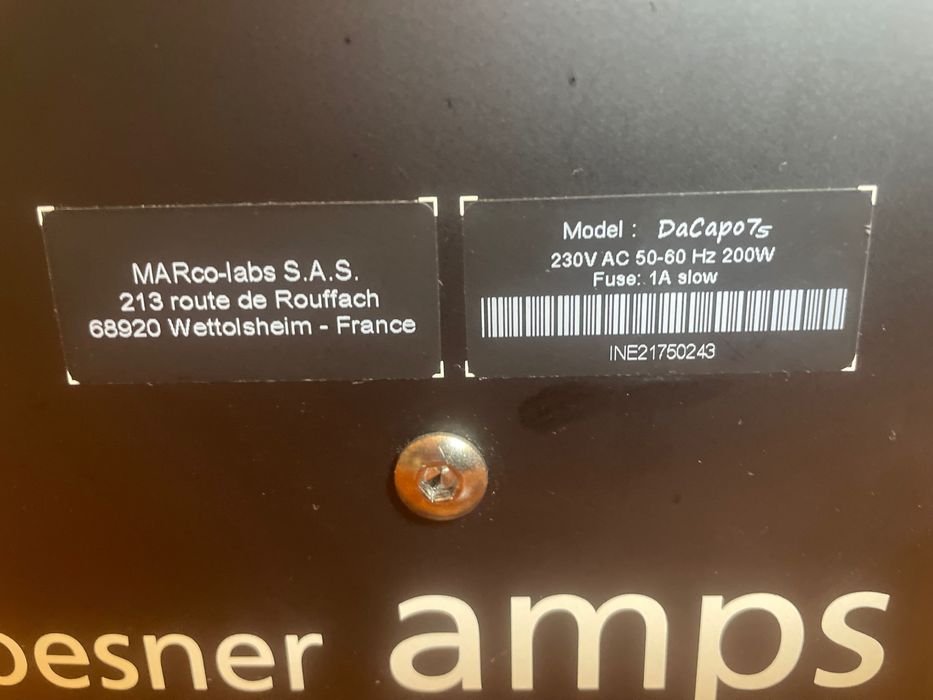 MARco-labs S.A.S.
213 route de Rouffach
68920 Wettolsheim - France
Model : DaCapo75
230V AC 50-60 Hz 200W
Fuse: 1A slow
INE21750243
oesner amps